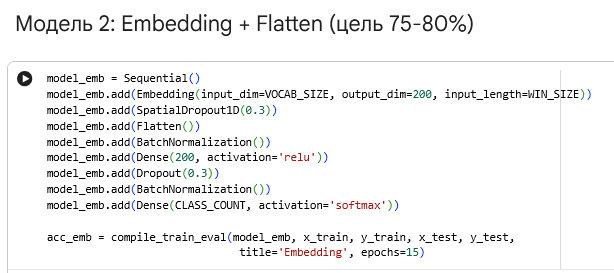 Модель 2: Embedding + Flatten (цель 75-80%)
model_emb = Sequential()
model_emb.add(Embedding(input_dim=VOCAB_SIZE, output_dim=200, input_length=WIN_SIZE))
model_emb.add(SpatialDropout1D(0.3))
model_emb.add(Flatten())
model_emb.add(BatchNormalization())
model_emb.add(Dense(200, activation='relu'))
model_emb.add(Dropout(0.3))
model_emb.add(BatchNormalization())
model_emb.add(Dense(CLASS_COUNT, activation='softmax'))
acc_emb = compile_train_eval(model_emb, x_train, y_train, x_test, y_test,
title='Embedding', epochs=15)